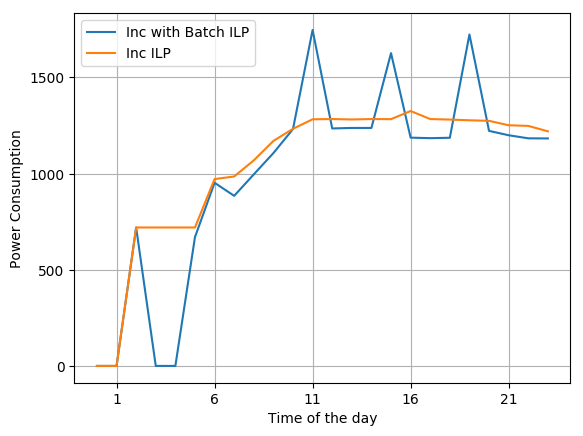 Inc with Batch ILP
Inc ILP
Power Consumption
1500
1000
500
0
1 6 11 16 21
Time of the day